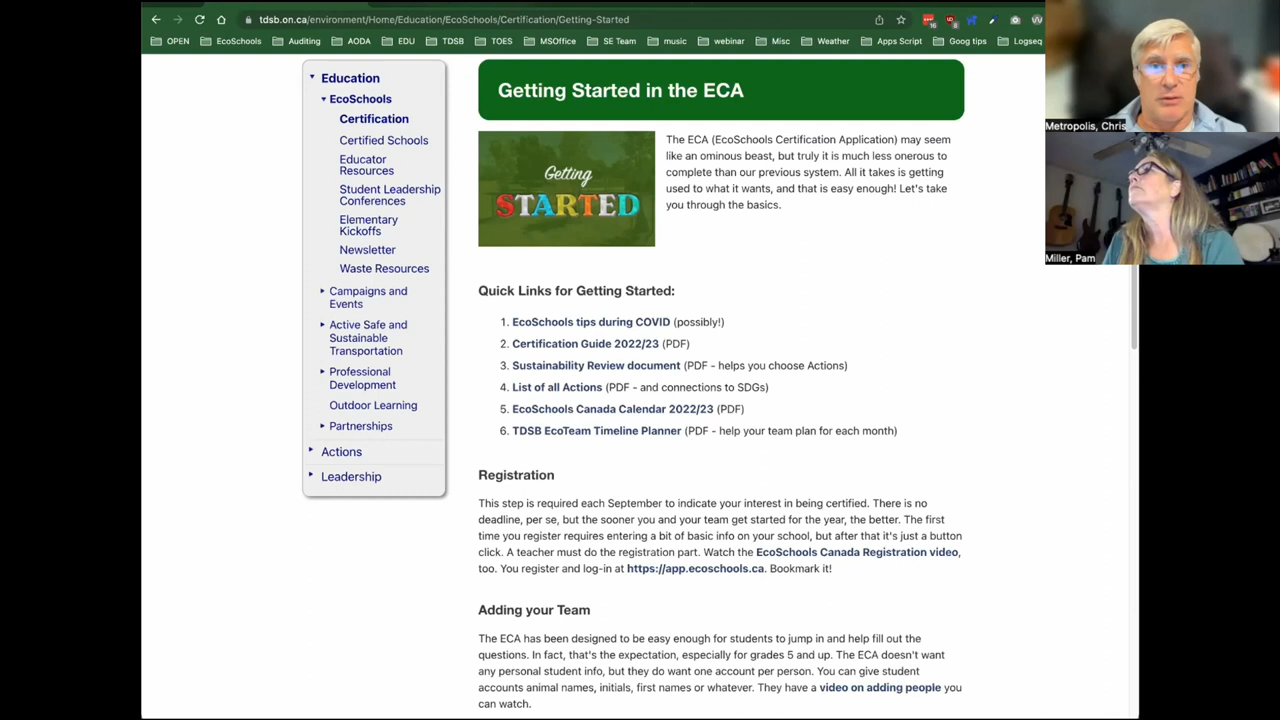 tdsb.on.ca/environment/Home/Education/EcoSchools/Certification/Getting-Started
OPEN EcoSchools Auditing AODA EDU TDSB TOES MSOffice SE Team music webinar Misc Weather Apps Script Goog tips Logseq
Education
EcoSchools
Certification
Certified Schools
Educator
Resources
Student Leadership
Conferences
Elementary
Kickoffs
Newsletter
Waste Resources
Campaigns and
Events
Active Safe and
Sustainable
Transportation
Professional
Development
Outdoor Learning
Partnerships
Actions
Leadership
Getting Started in the ECA
Getting
STARTED
The ECA (EcoSchools Certification Application) may seem
like an ominous beast, but truly it is much less onerous to
complete than our previous system. All it takes is getting
used to what it wants, and that is easy enough! Let's take
you through the basics.
Quick Links for Getting Started:
1. EcoSchools tips during COVID (possibly!)
2. Certification Guide 2022/23 (PDF)
3. Sustainability Review document (PDF - helps you choose Actions)
4. List of all Actions (PDF - and connections to SDGs)
5. EcoSchools Canada Calendar 2022/23 (PDF)
6. TDSB EcoTeam Timeline Planner (PDF - help your team plan for each month)
Registration
This step is required each September to indicate your interest in being certified. There is no
deadline, per se, but the sooner you and your team get started for the year, the better. The first
time you register requires entering a bit of basic info on your school, but after that it's just a button
click. A teacher must do the registration part. Watch the EcoSchools Canada Registration video,
too. You register and log-in at https://app.ecoschools.ca. Bookmark it!
Adding your Team
The ECA has been designed to be easy enough for students to jump in and help fill out the
questions. In fact, that's the expectation, especially for grades 5 and up. The ECA doesn't want
any personal student info, but they do want one account per person. You can give student
accounts animal names, initials, first names or whatever. They have a video on adding people you
can watch.
Metropolis, Chris
Miller, Pam